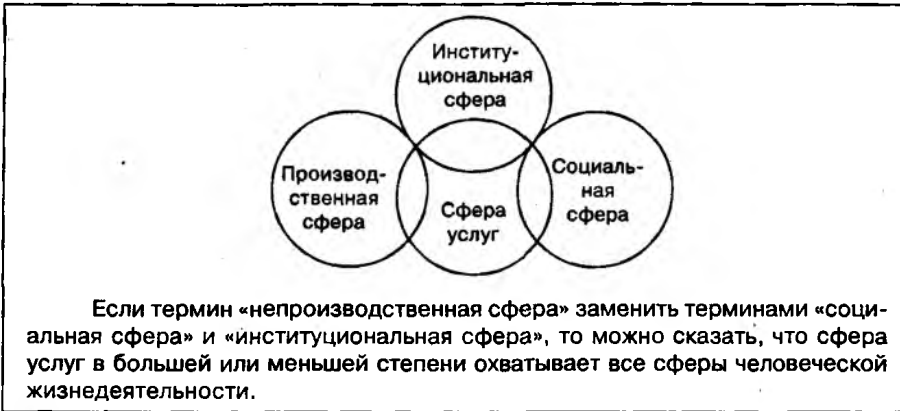 Институ-
циональная
сфера
Производ-
ственная
сфера
Сфера
услуг
Социаль-
ная
сфера
Если термин «непроизводственная сфера» заменить терминами «соци-
альная сфера» и «институциональная сфера», то можно сказать, что сфера
услуг в большей или меньшей степени охватывает все сферы человеческой
жизнедеятельности.